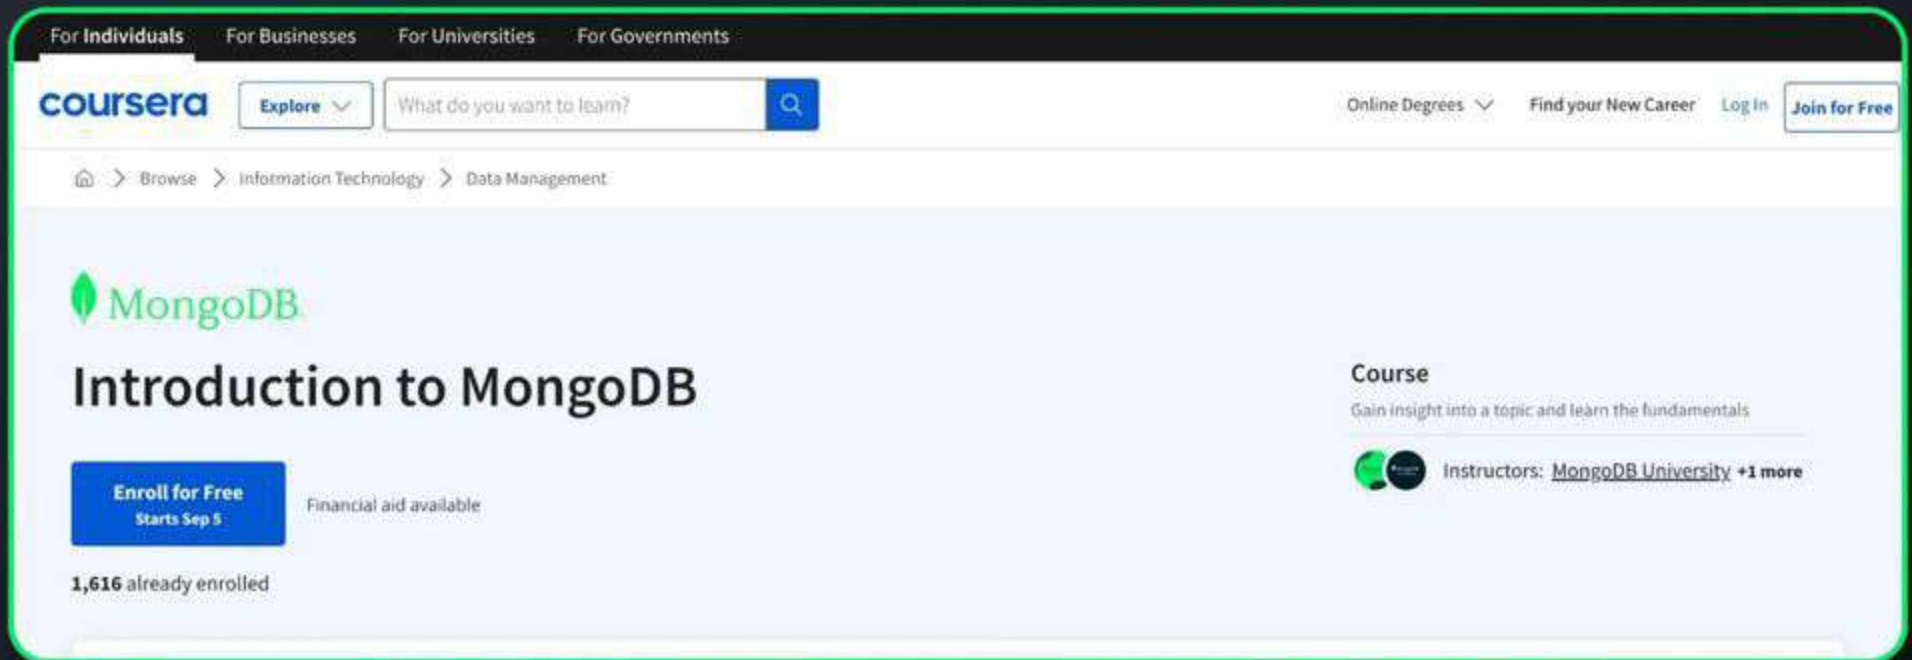 For Individuals For Businesses For Universities For Governments
coursera Explore What do you want to learn? Online Degrees Find your New Career Log In Join for Free
Browse Information Technology Data Management
MongoDB
Introduction to MongoDB
Course
Gain insight into a topic and learn the fundamentals
Instructors: MongoDB University +1 more
Enroll for Free
Starts Sep 5
Financial aid available
1,616 already enrolled